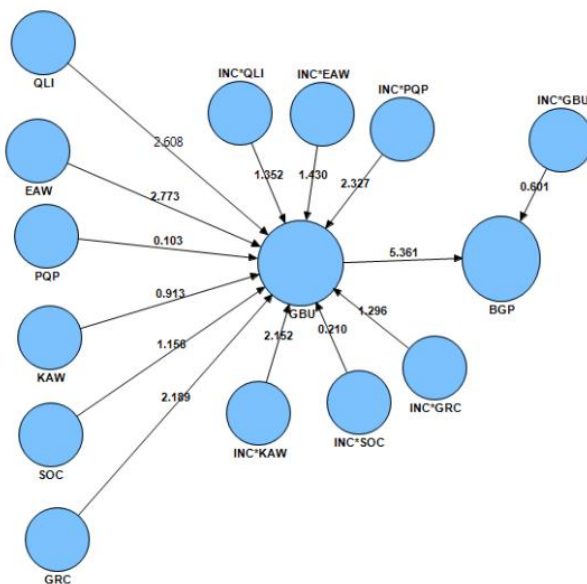 QLI
INC*QLI
INC*EAW
INC*PQP
INC*GBU
2.608
1.352
1.430
2.327
0.601
EAW
2.773
PQP
0.103
5.361
GBU
BGP
0.913
KAW
1.156
2.152
0.210
1.296
2.189
SOC
INC*KAW
INC*SOC
INC*GRC
GRC